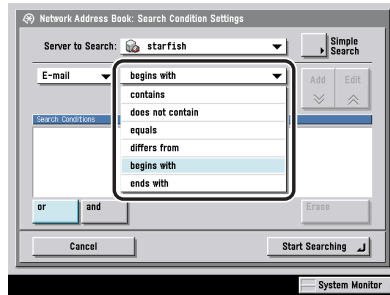 Network Address Book: Search Condition Settings
Server to Search: starfish
Simple Search
E-mail
begins with
Add Edit
contains
does not contain
Search Conditions
equals
differs from
begins with
ends with
or and
Erase
Cancel Start Searching
System Monitor